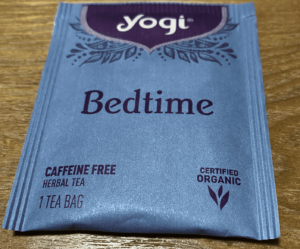 yogi®
Bedtime
CAFFEINE FREE
HERBAL TEA
1 TEA BAG
CERTIFIED
ORGANIC